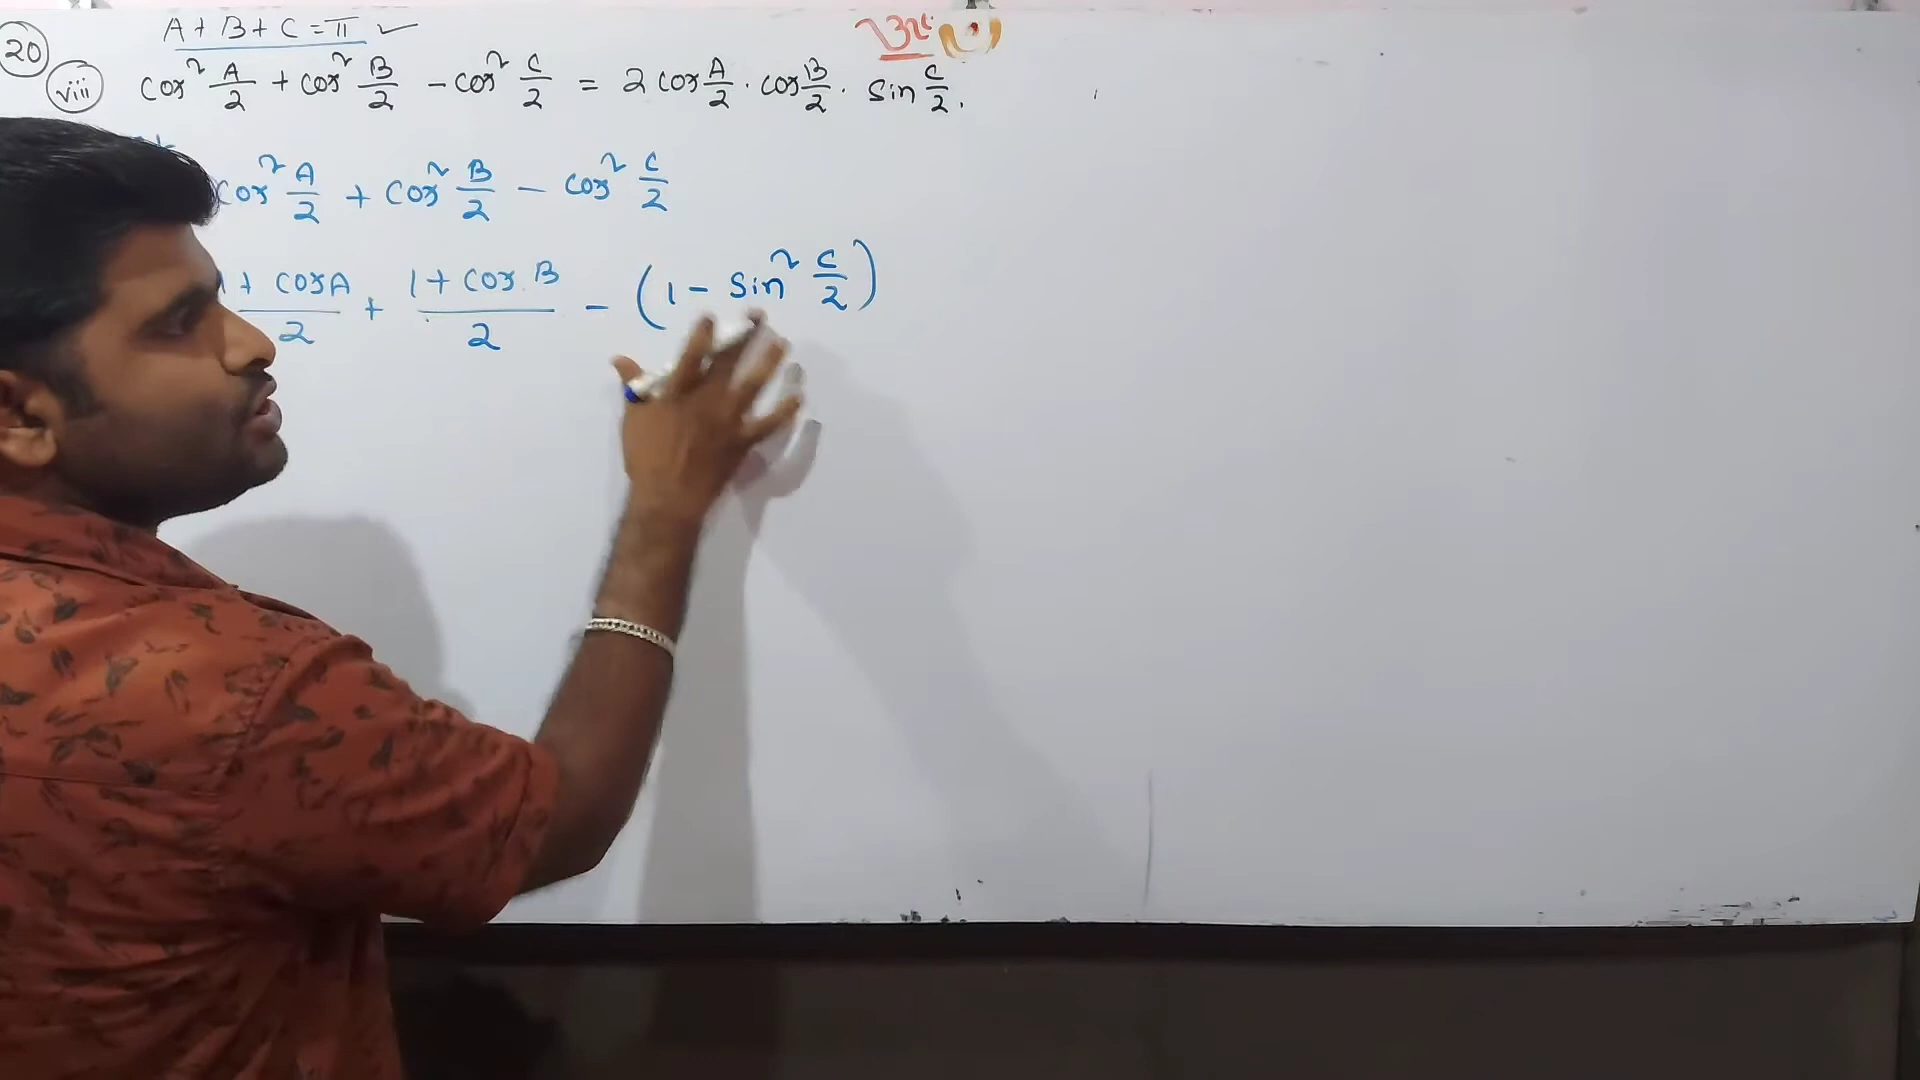 A + B + C = π ✓
20
viii cos² A/2 + cos² B/2 - cos² C/2 = 2 cos A/2 . cos B/2 . sin C/2 .
cos² A/2 + cos² B/2 - cos² C/2
1 + cos A / 2 + 1 + cos B / 2 - (1 - sin² C/2)